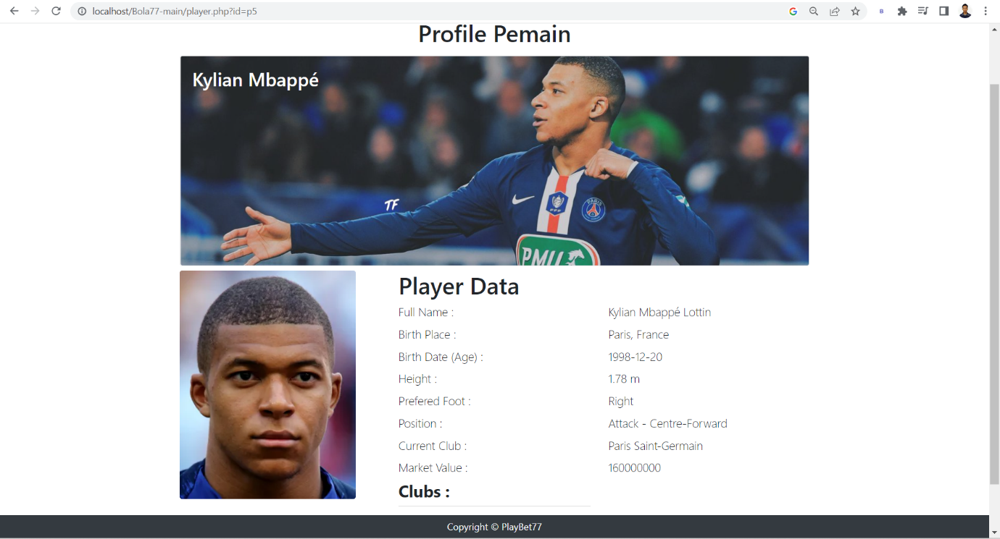 localhost/Bola77-main/player.php?id=p5
Profile Pemain
Kylian Mbappé
TF
FFF
PARIS
PMU
Player Data
Full Name : Kylian Mbappé Lottin
Birth Place : Paris, France
Birth Date (Age) : 1998-12-20
Height : 1.78 m
Prefered Foot : Right
Position : Attack - Centre-Forward
Current Club : Paris Saint-Germain
Market Value : 160000000
Clubs :
Copyright © PlayBet77